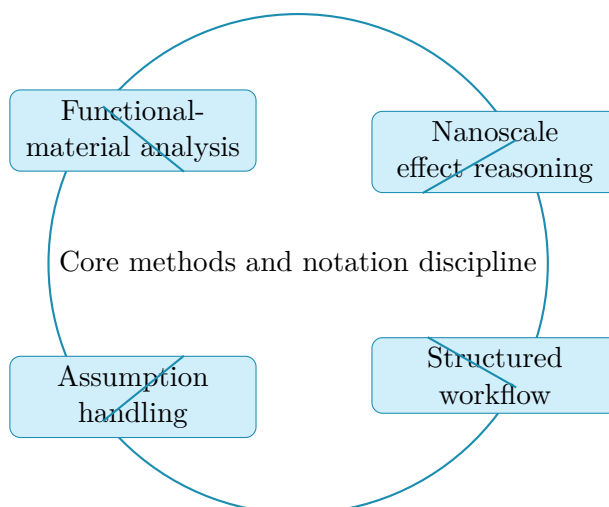 Functional-
material analysis
Nanoscale
effect reasoning
Core methods and notation discipline
Assumption
handling
Structured
workflow